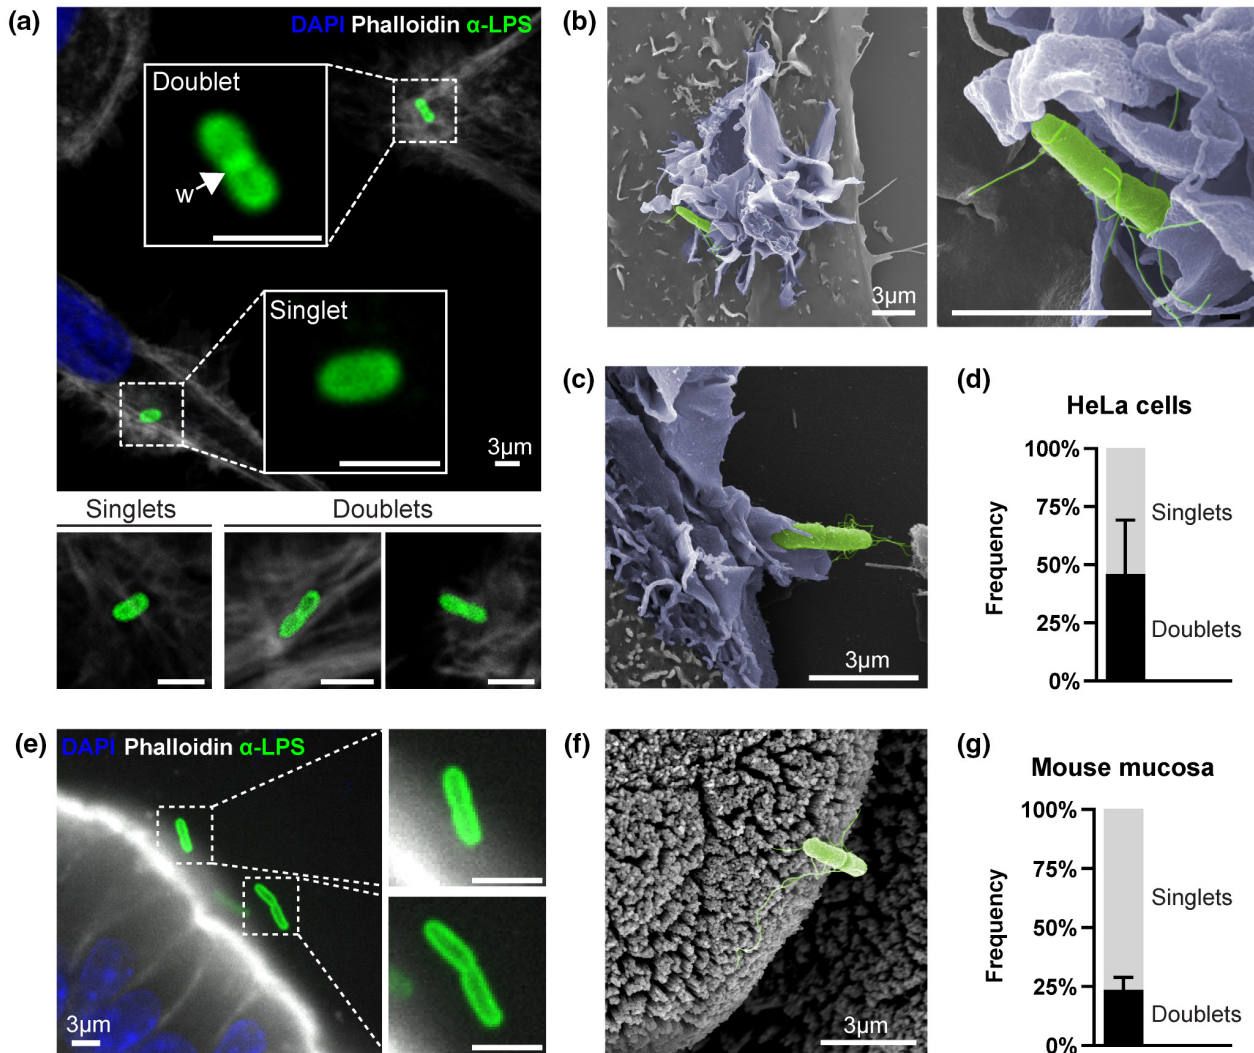 (a)
DAPI Phalloidin α-LPS
Doublet
w
Singlet
3μm
Singlets
Doublets
(b)
3μm
(c)
3μm
(d)
HeLa cells
100%
75%
50%
25%
0%
Frequency
Singlets
Doublets
(e)
DAPI Phalloidin α-LPS
3μm
(f)
3μm
(g)
Mouse mucosa
100%
75%
50%
25%
0%
Frequency
Singlets
Doublets